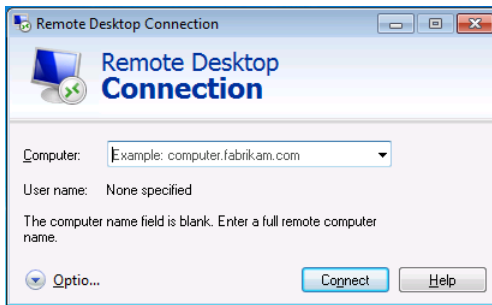 Remote Desktop Connection
Remote Desktop
Connection
Computer: Example: computer.fabrikam.com
User name: None specified
The computer name field is blank. Enter a full remote computer
name.
Optio... Connect Help